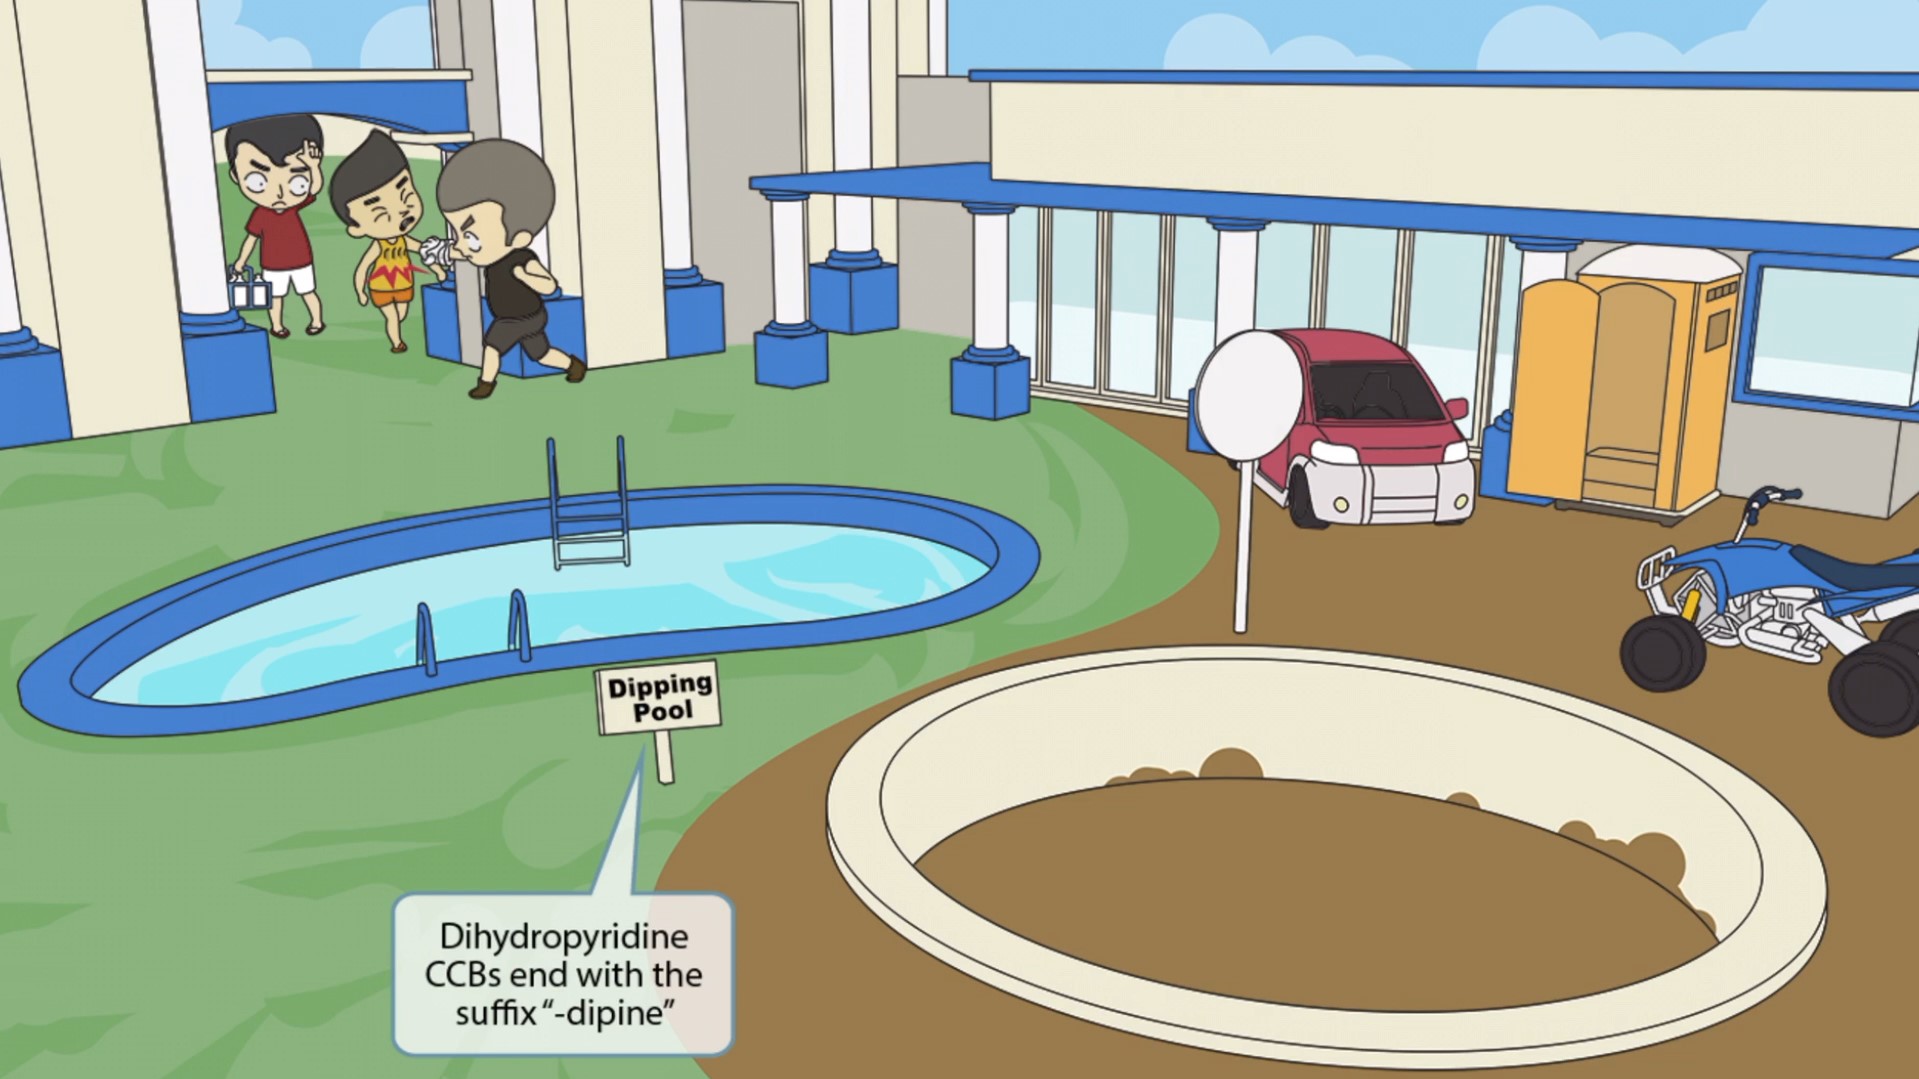 Dipping
Pool
Dihydropyridine
CCBs end with the
suffix “-dipine”